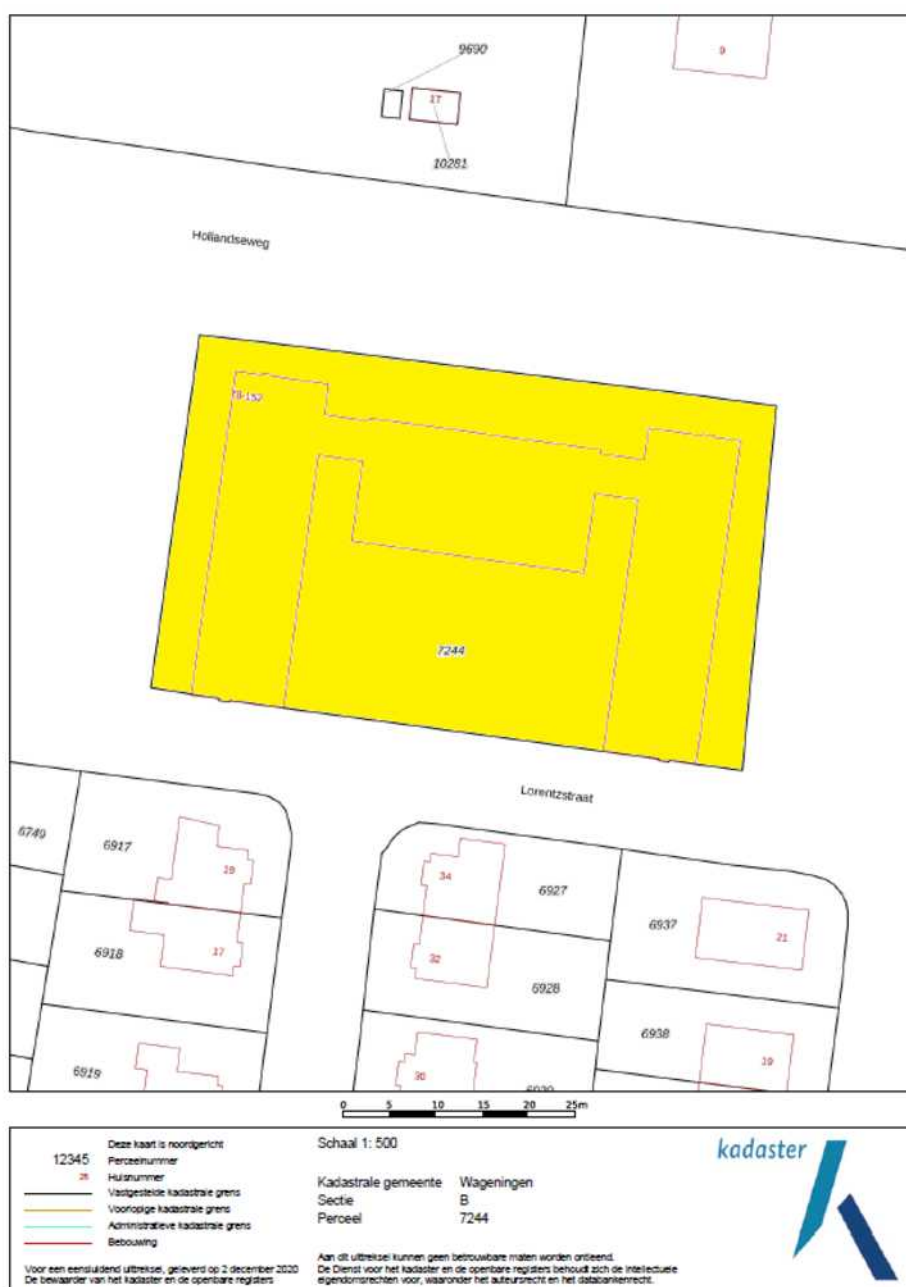 9690
9
17
10281
Hollandseweg
78-152
7244
Lorentzstraat
6749
6917
19
34
6927
6937
21
6918
17
32
6928
6938
19
6919
30
0 5 10 15 20 25m
Deze kaart is noordgericht
12345 Perceelnummer
25 Huisnummer
Vastgestelde kadastrale grens
Voorlopige kadastrale grens
Administratieve kadastrale grens
Bebouwing
Voor een eensluidend uittreksel, geleverd op 2 december 2020
De bewaarder van het kadaster en de openbare registers
Schaal 1: 500
Kadastrale gemeente Wageningen
Sectie B
Perceel 7244
Aan dit uittreksel kunnen geen betrouwbare maten worden ontleend.
De Dienst voor het kadaster en de openbare registers behoudt zich de intellectuele
eigendomsrechten voor, waaronder het auteursrecht en het databankenrecht.
kadaster